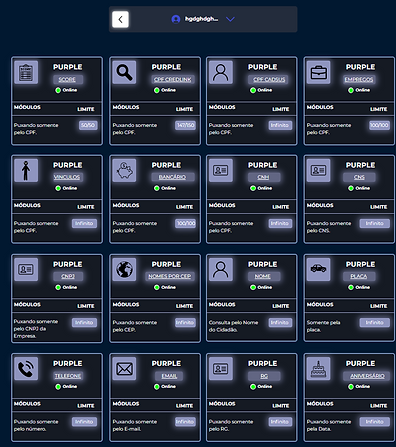 hgdghdgh...
PURPLE
SCORE
Online
MÓDULOS LIMITE
Puxando somente
pelo CPF.
50/50
PURPLE
CPF CREDLINK
Online
MÓDULOS LIMITE
Puxando somente
pelo CPF.
147/150
PURPLE
CPF CADSUS
Online
MÓDULOS LIMITE
Puxando somente
pelo CPF.
Infinito
PURPLE
EMPREGOS
Online
MÓDULOS LIMITE
Puxando somente
pelo CPF.
100/100
PURPLE
VINCULOS
Online
MÓDULOS LIMITE
Puxando somente
pelo CPF.
Infinito
PURPLE
BANCÁRIO
Online
MÓDULOS LIMITE
Puxando somente
pelo CPF.
100/100
PURPLE
CNH
Online
MÓDULOS LIMITE
Puxando somente
pelo CPF.
Infinito
PURPLE
CNS
Online
MÓDULOS LIMITE
Puxando somente
pelo CNS.
Infinito
PURPLE
CNPJ
Online
MÓDULOS LIMITE
Puxando somente
pelo CNPJ da
Empresa.
Infinito
PURPLE
NOMES POR CEP
Online
MÓDULOS LIMITE
Puxando somente
pelo CEP.
Infinito
PURPLE
NOME
Online
MÓDULOS LIMITE
Consulta pelo Nome
do Cidadão.
Infinito
PURPLE
PLACA
Online
MÓDULOS LIMITE
Somente pela
placa.
Infinito
PURPLE
TELEFONE
Online
MÓDULOS LIMITE
Puxando somente
pelo número.
Infinito
PURPLE
EMAIL
Online
MÓDULOS LIMITE
Puxando somente
pelo E-mail.
Infinito
PURPLE
RG
Online
MÓDULOS LIMITE
Puxando somente
pelo RG.
Infinito
PURPLE
ANIVERSÁRIO
Online
MÓDULOS LIMITE
Puxando somente
pelo Data.
Infinito